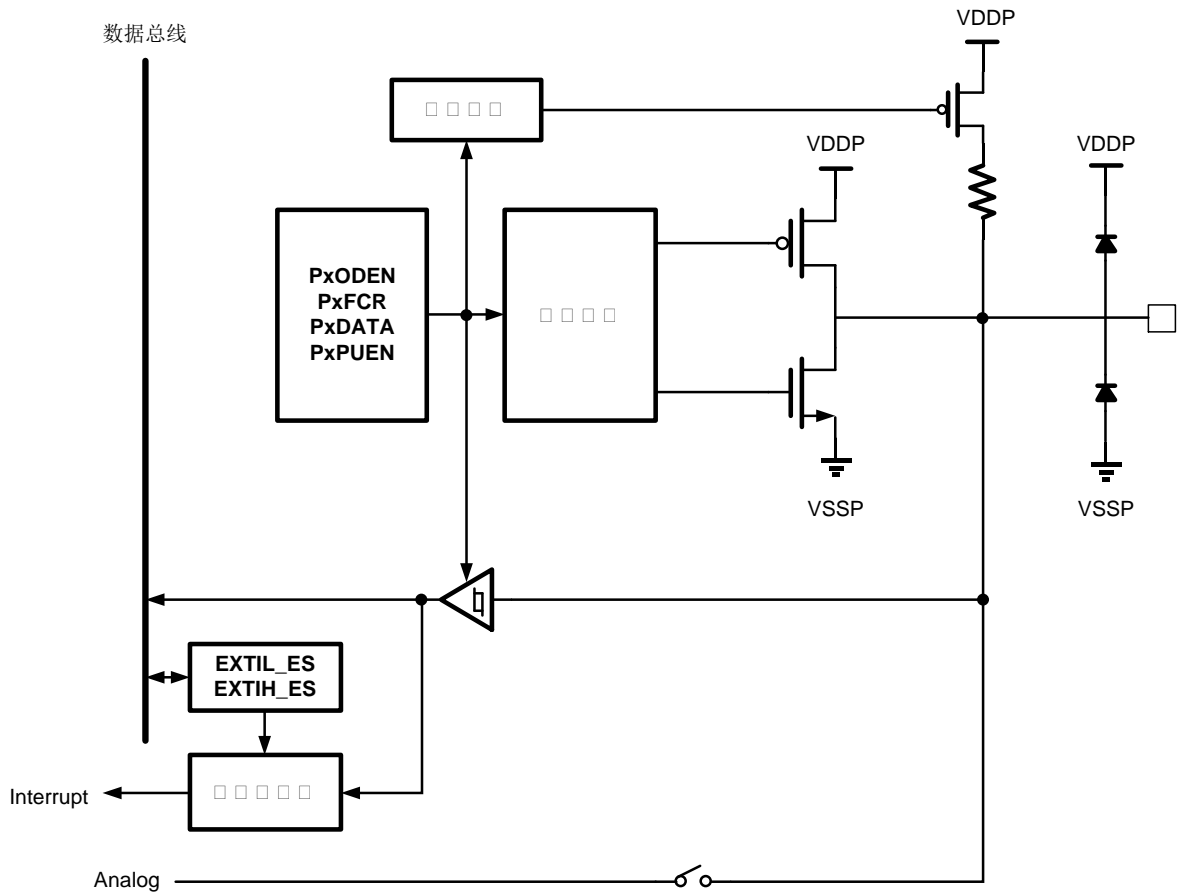 数据总线
VDDP
VDDP
VDDP
PxODEN
PxFCR
PxDATA
PxPUEN
VSSP
VSSP
EXTIL_ES
EXTIH_ES
Interrupt
Analog